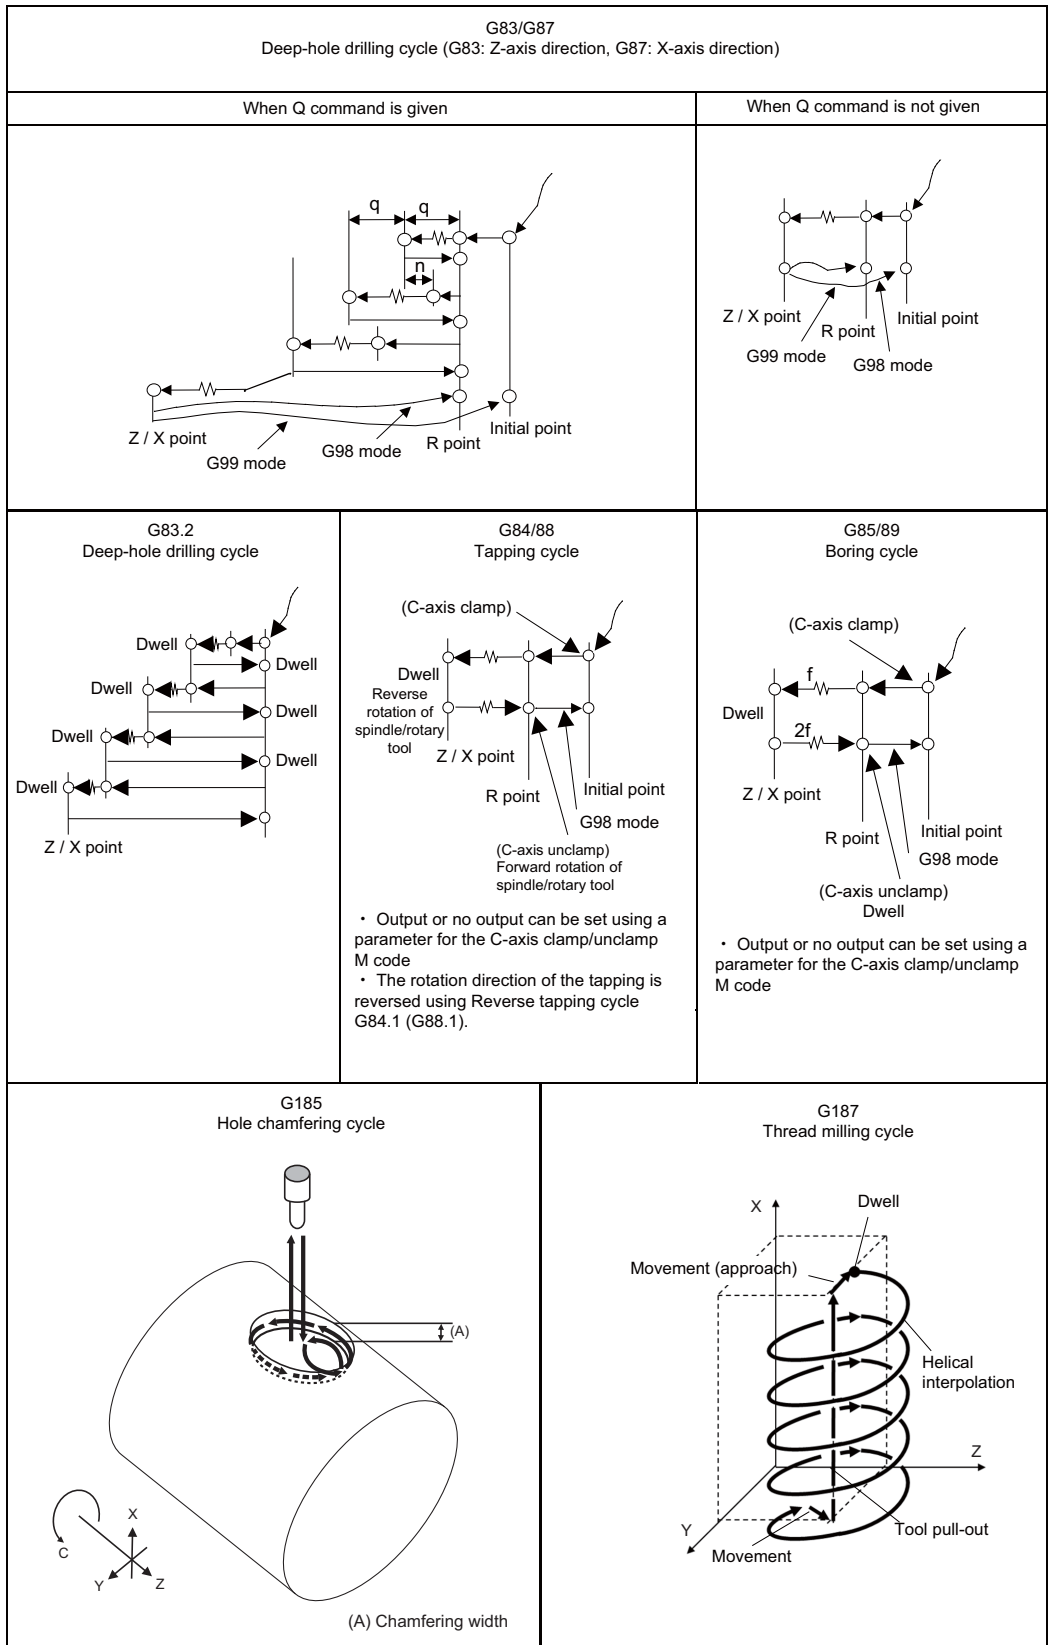 G83/G87
Deep-hole drilling cycle (G83: Z-axis direction, G87: X-axis direction)
When Q command is given
When Q command is not given
q
q
n
Z / X point
G99 mode
G98 mode
R point
Initial point
Z / X point
R point
Initial point
G99 mode
G98 mode
G83.2
Deep-hole drilling cycle
Dwell
Dwell
Dwell
Dwell
Dwell
Dwell
Dwell
Z / X point
G84/88
Tapping cycle
(C-axis clamp)
Dwell
Reverse
rotation of
spindle/rotary
tool
Z / X point
R point
Initial point
G98 mode
(C-axis unclamp)
Forward rotation of
spindle/rotary tool
・ Output or no output can be set using a
parameter for the C-axis clamp/unclamp
M code
・ The rotation direction of the tapping is
reversed using Reverse tapping cycle
G84.1 (G88.1).
G85/89
Boring cycle
(C-axis clamp)
f
Dwell
2f
Z / X point
R point
Initial point
G98 mode
(C-axis unclamp)
Dwell
・ Output or no output can be set using a
parameter for the C-axis clamp/unclamp
M code
G185
Hole chamfering cycle
(A)
X
C
Y
Z
(A) Chamfering width
G187
Thread milling cycle
X
Dwell
Movement (approach)
Helical
interpolation
Z
Y
Tool pull-out
Movement